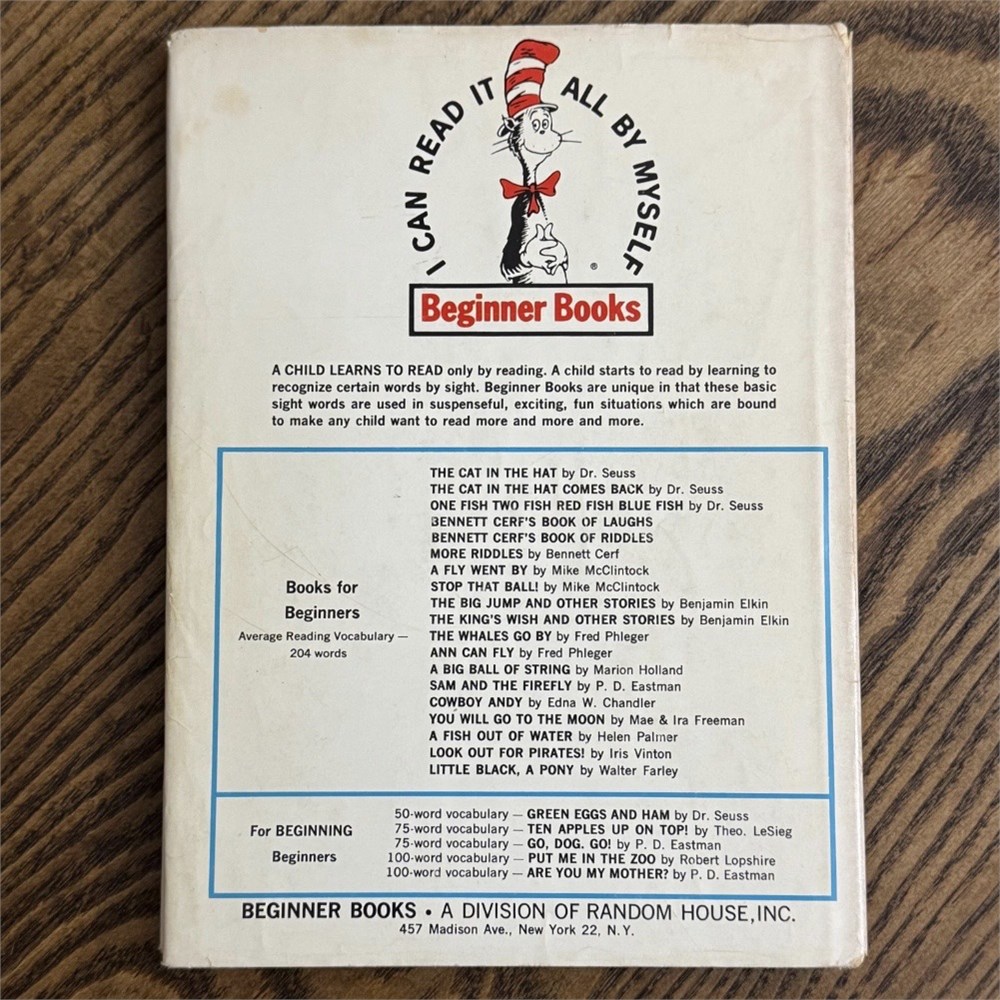 I CAN READ IT ALL BY MYSELF
®
Beginner Books
A CHILD LEARNS TO READ only by reading. A child starts to read by learning to
recognize certain words by sight. Beginner Books are unique in that these basic
sight words are used in suspenseful, exciting, fun situations which are bound
to make any child want to read more and more and more.
Books for
Beginners
Average Reading Vocabulary —
204 words
THE CAT IN THE HAT by Dr. Seuss
THE CAT IN THE HAT COMES BACK by Dr. Seuss
ONE FISH TWO FISH RED FISH BLUE FISH by Dr. Seuss
BENNETT CERF'S BOOK OF LAUGHS
BENNETT CERF'S BOOK OF RIDDLES
MORE RIDDLES by Bennett Cerf
A FLY WENT BY by Mike McClintock
STOP THAT BALL! by Mike McClintock
THE BIG JUMP AND OTHER STORIES by Benjamin Elkin
THE KING'S WISH AND OTHER STORIES by Benjamin Elkin
THE WHALES GO BY by Fred Phleger
ANN CAN FLY by Fred Phleger
A BIG BALL OF STRING by Marion Holland
SAM AND THE FIREFLY by P. D. Eastman
COWBOY ANDY by Edna W. Chandler
YOU WILL GO TO THE MOON by Mae & Ira Freeman
A FISH OUT OF WATER by Helen Palmer
LOOK OUT FOR PIRATES! by Iris Vinton
LITTLE BLACK, A PONY by Walter Farley
For BEGINNING
Beginners
50-word vocabulary — GREEN EGGS AND HAM by Dr. Seuss
75-word vocabulary — TEN APPLES UP ON TOP! by Theo. LeSieg
75-word vocabulary — GO, DOG. GO! by P. D. Eastman
100-word vocabulary — PUT ME IN THE ZOO by Robert Lopshire
100-word vocabulary — ARE YOU MY MOTHER? by P. D. Eastman
BEGINNER BOOKS • A DIVISION OF RANDOM HOUSE, INC.
457 Madison Ave., New York 22, N. Y.